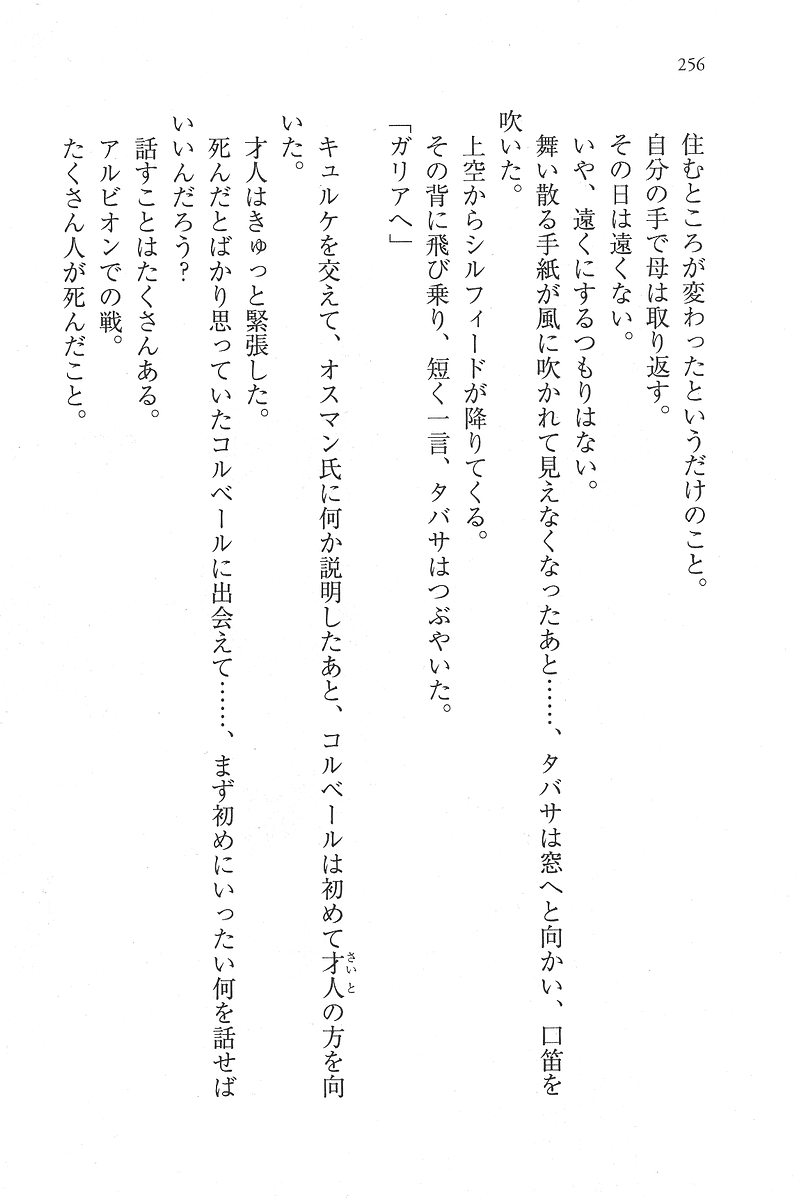 256
住むところが変わったというだけのこと。
自分の手で母は取り返す。
その日は遠くない。
いや、遠くにするつもりはない。
舞い散る手紙が風に吹かれて見えなくなったあと……、タバサは窓へと向かい、口笛を
吹いた。
上空からシルフィードが降りてくる。
その背に飛び乗り、短く一言、タバサはつぶやいた。
「ガリアへ」
キュルケを交えて、オスマン氏に何か説明したあと、コルベールは初めて才人の方を向
さいと
いた。
才人はきゅっと緊張した。
死んだとばかり思っていたコルベールに出会えて……、まず初めにいったい何を話せば
いいんだろう?
話すことはたくさんある。
アルビオンでの戦。
たくさん人が死んだこと。